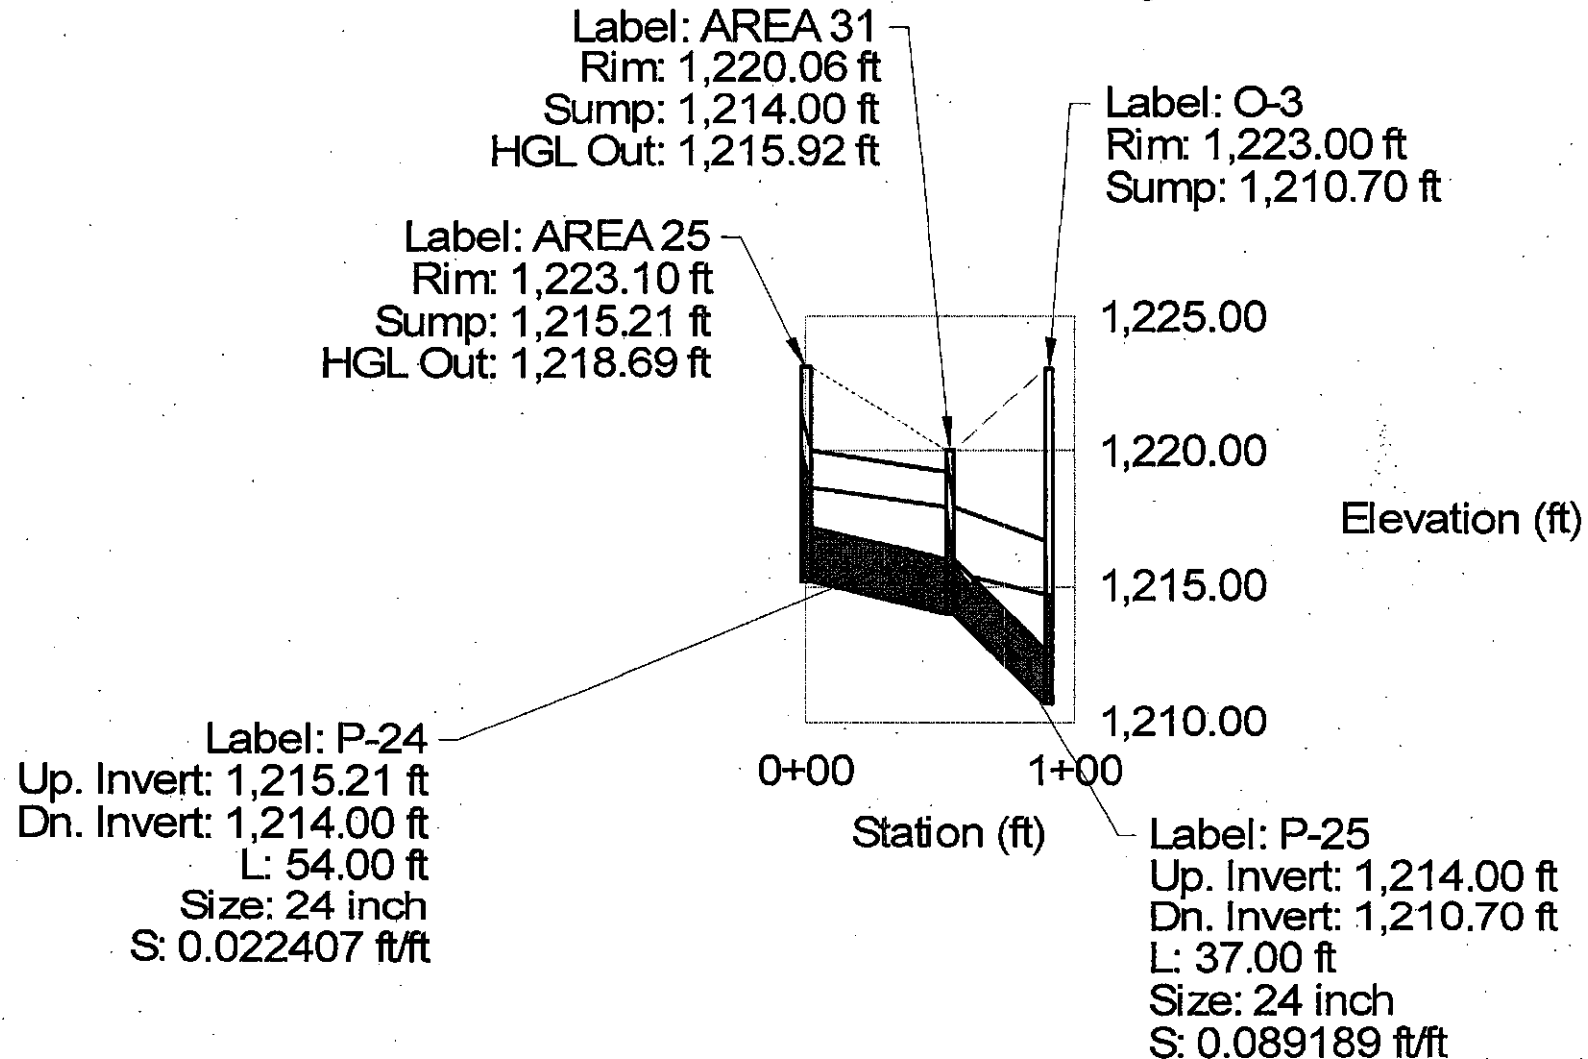 Label: AREA 31
Rim: 1,220.06 ft
Sump: 1,214.00 ft
HGL Out: 1,215.92 ft
Label: O-3
Rim: 1,223.00 ft
Sump: 1,210.70 ft
Label: AREA 25
Rim: 1,223.10 ft
Sump: 1,215.21 ft
HGL Out: 1,218.69 ft
1,225.00
1,220.00
Elevation (ft)
1,215.00
1,210.00
0+00
1+00
Station (ft)
Label: P-24
Up. Invert: 1,215.21 ft
Dn. Invert: 1,214.00 ft
L: 54.00 ft
Size: 24 inch
S: 0.022407 ft/ft
Label: P-25
Up. Invert: 1,214.00 ft
Dn. Invert: 1,210.70 ft
L: 37.00 ft
Size: 24 inch
S: 0.089189 ft/ft